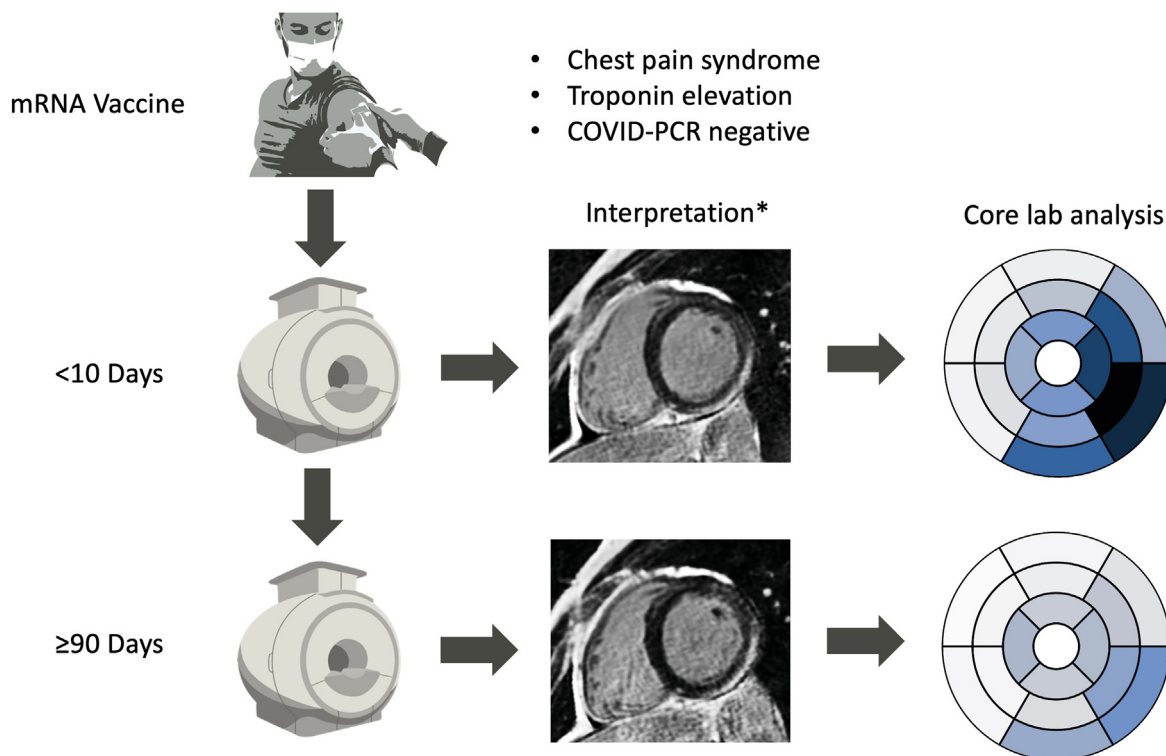 mRNA Vaccine
• Chest pain syndrome
• Troponin elevation
• COVID-PCR negative
Interpretation*
Core lab analysis
<10 Days
≥90 Days